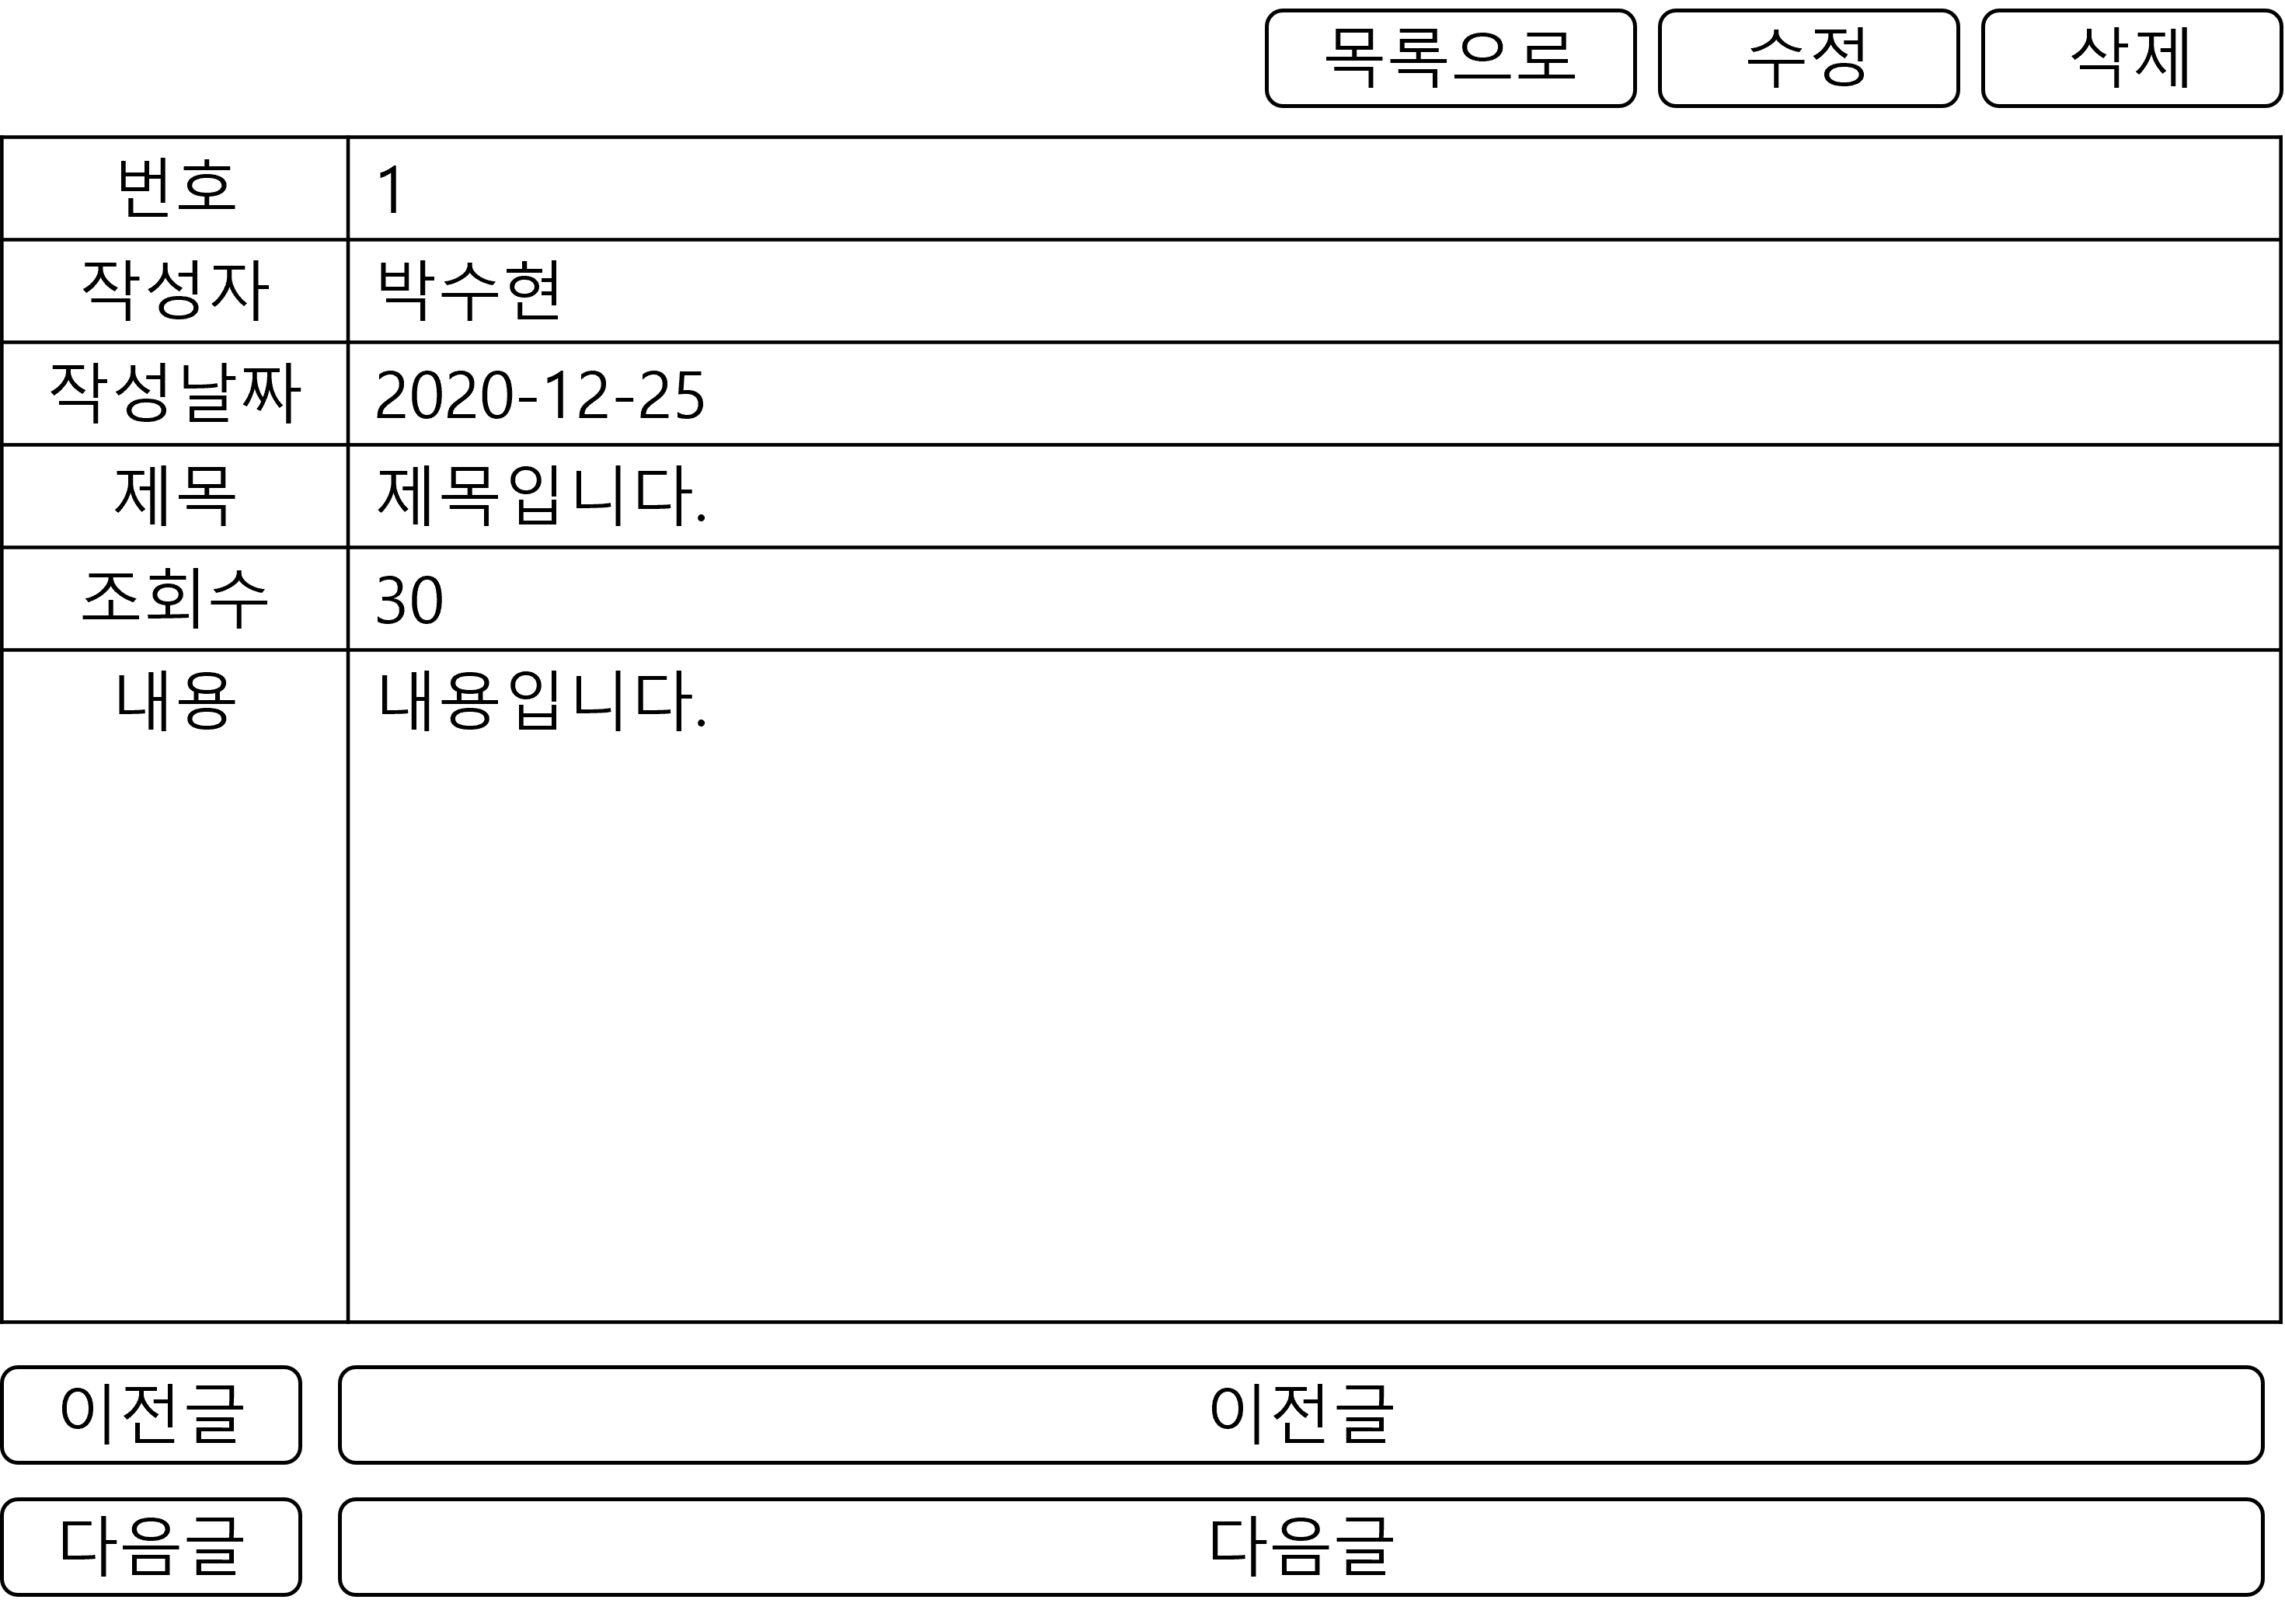 목록으로 수정 삭제
번호 1
작성자 박수현
작성날짜 2020-12-25
제목 제목입니다.
조회수 30
내용 내용입니다.
이전글 이전글
다음글 다음글